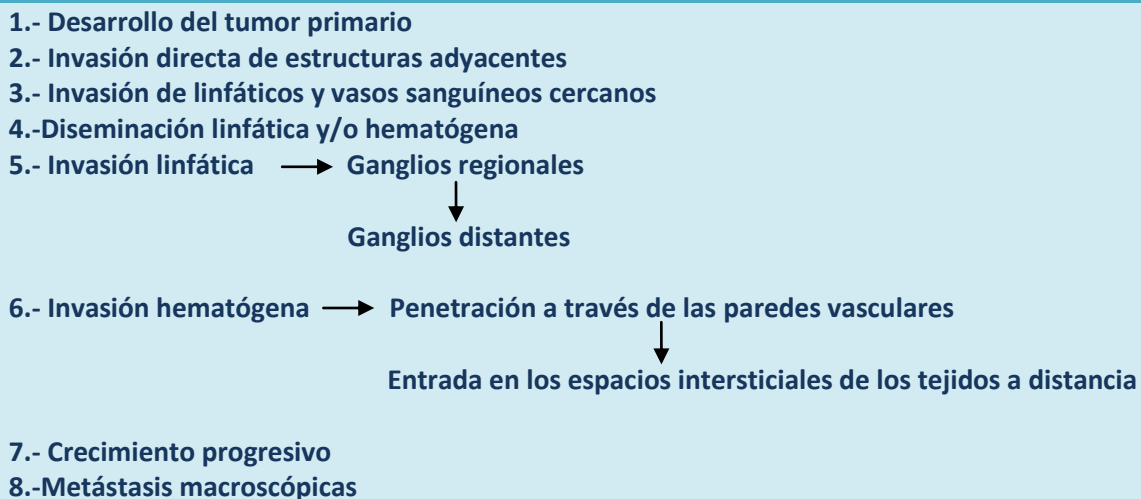 1.- Desarrollo del tumor primario
2.- Invasión directa de estructuras adyacentes
3.- Invasión de linfáticos y vasos sanguíneos cercanos
4.-Diseminación linfática y/o hematógena
5.- Invasión linfática Ganglios regionales
Ganglios distantes
6.- Invasión hematógena Penetración a través de las paredes vasculares
Entrada en los espacios intersticiales de los tejidos a distancia
7.- Crecimiento progresivo
8.-Metástasis macroscópicas